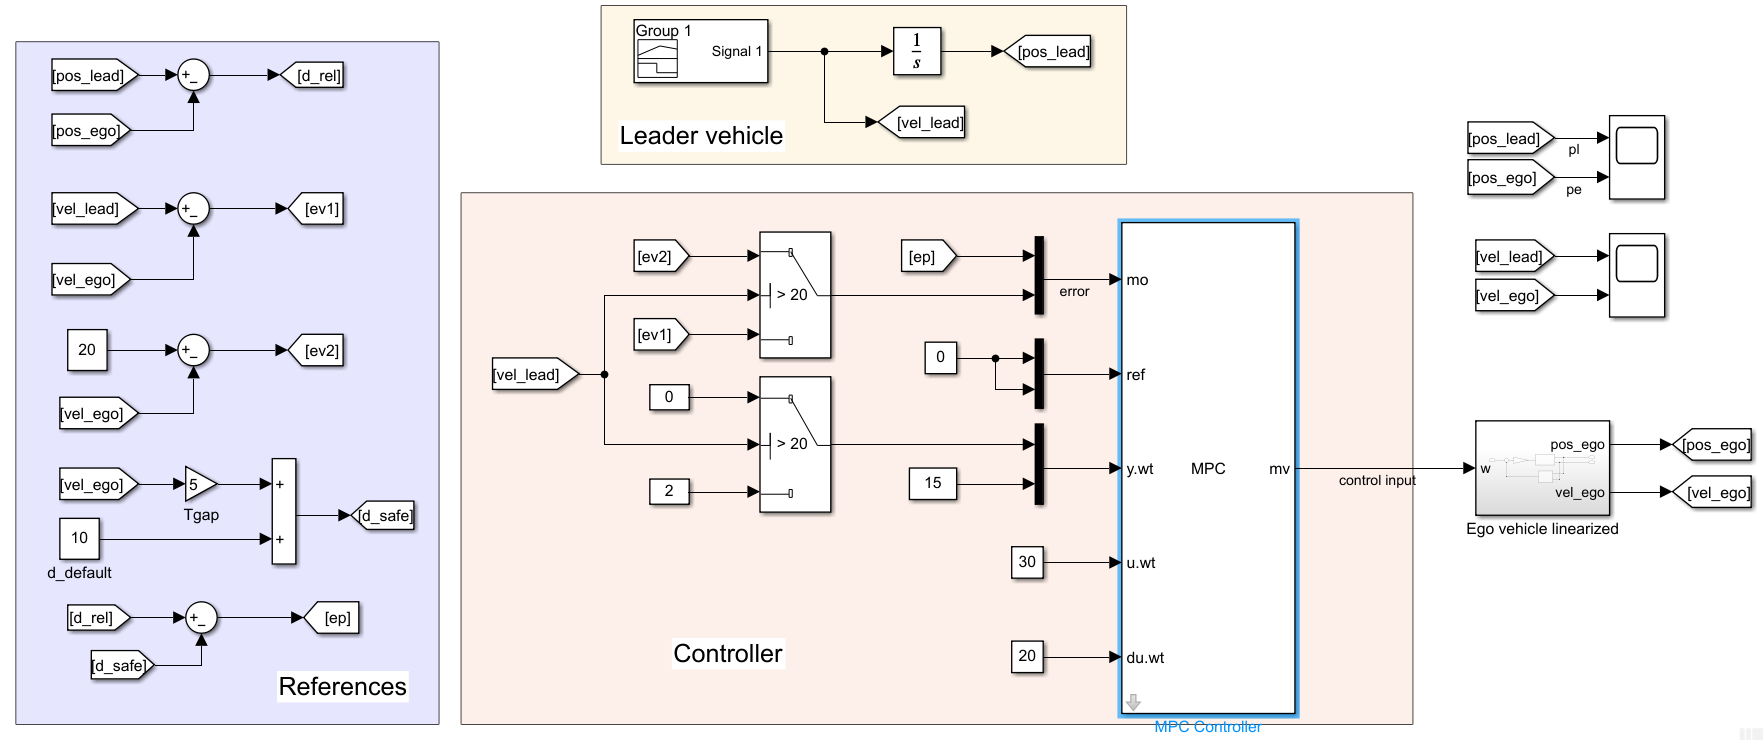 [pos_lead]
+
_
[d_rel]
[pos_ego]
[vel_lead]
+
_
[ev1]
[vel_ego]
20
+
_
[ev2]
[vel_ego]
[vel_ego]
5
Tgap
+
+
[d_safe]
10
d_default
[d_rel]
+
_
[ep]
[d_safe]
References
Group 1
Signal 1
1
s
[pos_lead]
[vel_lead]
Leader vehicle
[ev2]
> 20
[ev1]
[vel_lead]
0
> 20
2
[ep]
error
0
15
30
20
mo
ref
y.wt
u.wt
du.wt
MPC
mv
MPC Controller
Controller
control input
[pos_lead]
pl
[pos_ego]
pe
[vel_lead]
[vel_ego]
w
pos_ego
vel_ego
Ego vehicle linearized
[pos_ego]
[vel_ego]